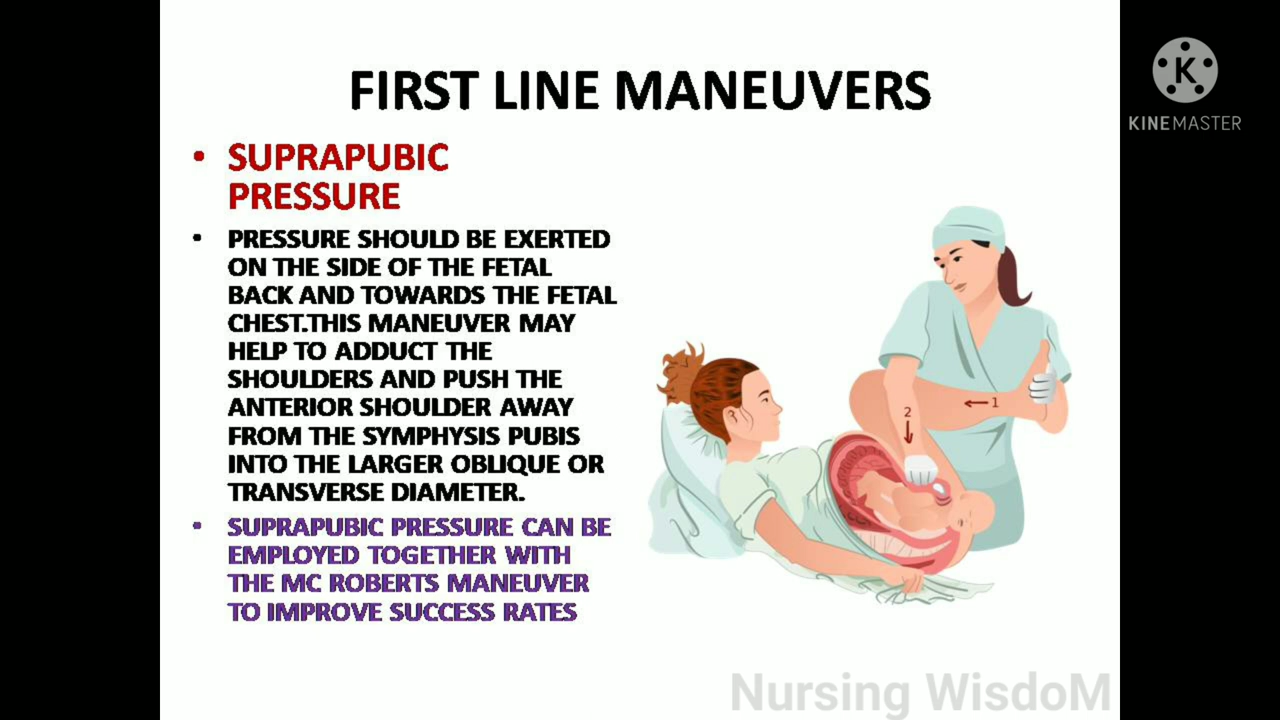 FIRST LINE MANEUVERS
• SUPRAPUBIC
PRESSURE
• PRESSURE SHOULD BE EXERTED
ON THE SIDE OF THE FETAL
BACK AND TOWARDS THE FETAL
CHEST.THIS MANEUVER MAY
HELP TO ADDUCT THE
SHOULDERS AND PUSH THE
ANTERIOR SHOULDER AWAY
FROM THE SYMPHYSIS PUBIS
INTO THE LARGER OBLIQUE OR
TRANSVERSE DIAMETER.
• SUPRAPUBIC PRESSURE CAN BE
EMPLOYED TOGETHER WITH
THE MC ROBERTS MANEUVER
TO IMPROVE SUCCESS RATES
1
2
Nursing WisdoM
K
KINEMASTER